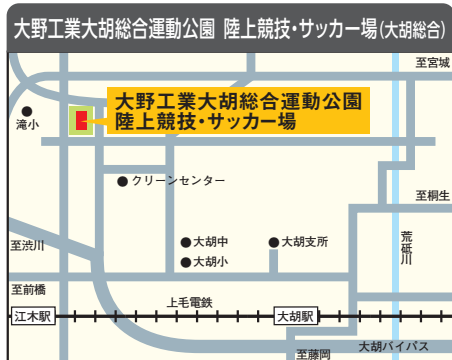 大野工業大胡総合運動公園 陸上競技・サッカー場(大胡総合)
至宮城
大野工業大胡総合運動公園
陸上競技・サッカー場
滝小
クリーンセンター
至桐生
大胡中
大胡支所
荒砥川
至渋川
大胡小
至前橋
上毛電鉄
江木駅
大胡駅
大胡バイパス
至藤岡